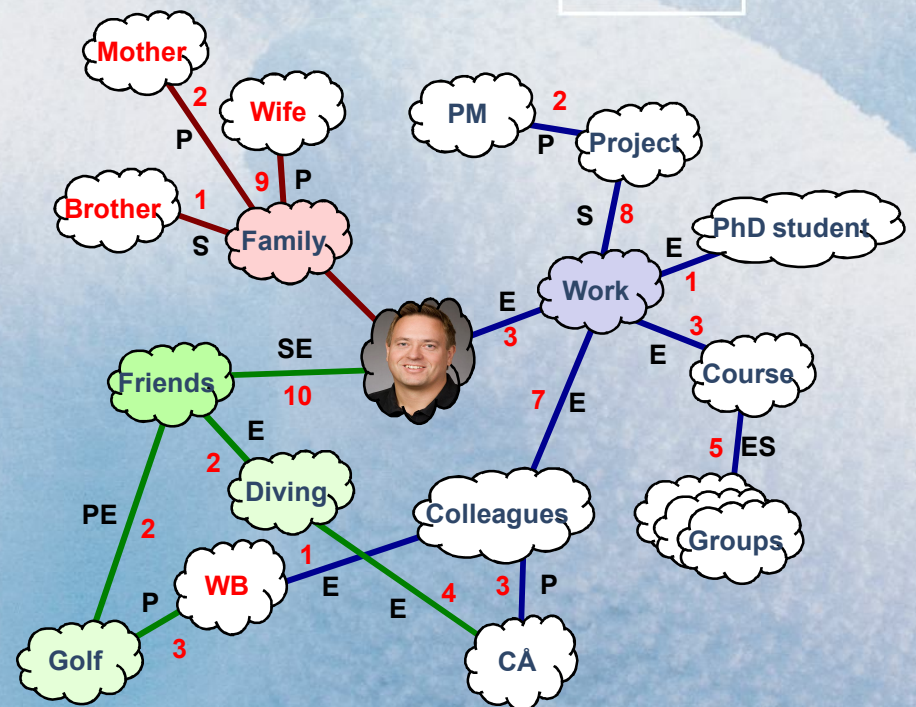 Mother
2
P
Wife
9
P
Brother
1
S
Family
PM
2
P
Project
S
8
PhD student
E
1
Work
E
3
3
E
Course
5
ES
Groups
SE
10
Friends
E
2
Diving
7
E
Colleagues
PE
2
1
E
WB
P
3
Golf
4
E
3
P
CÅ